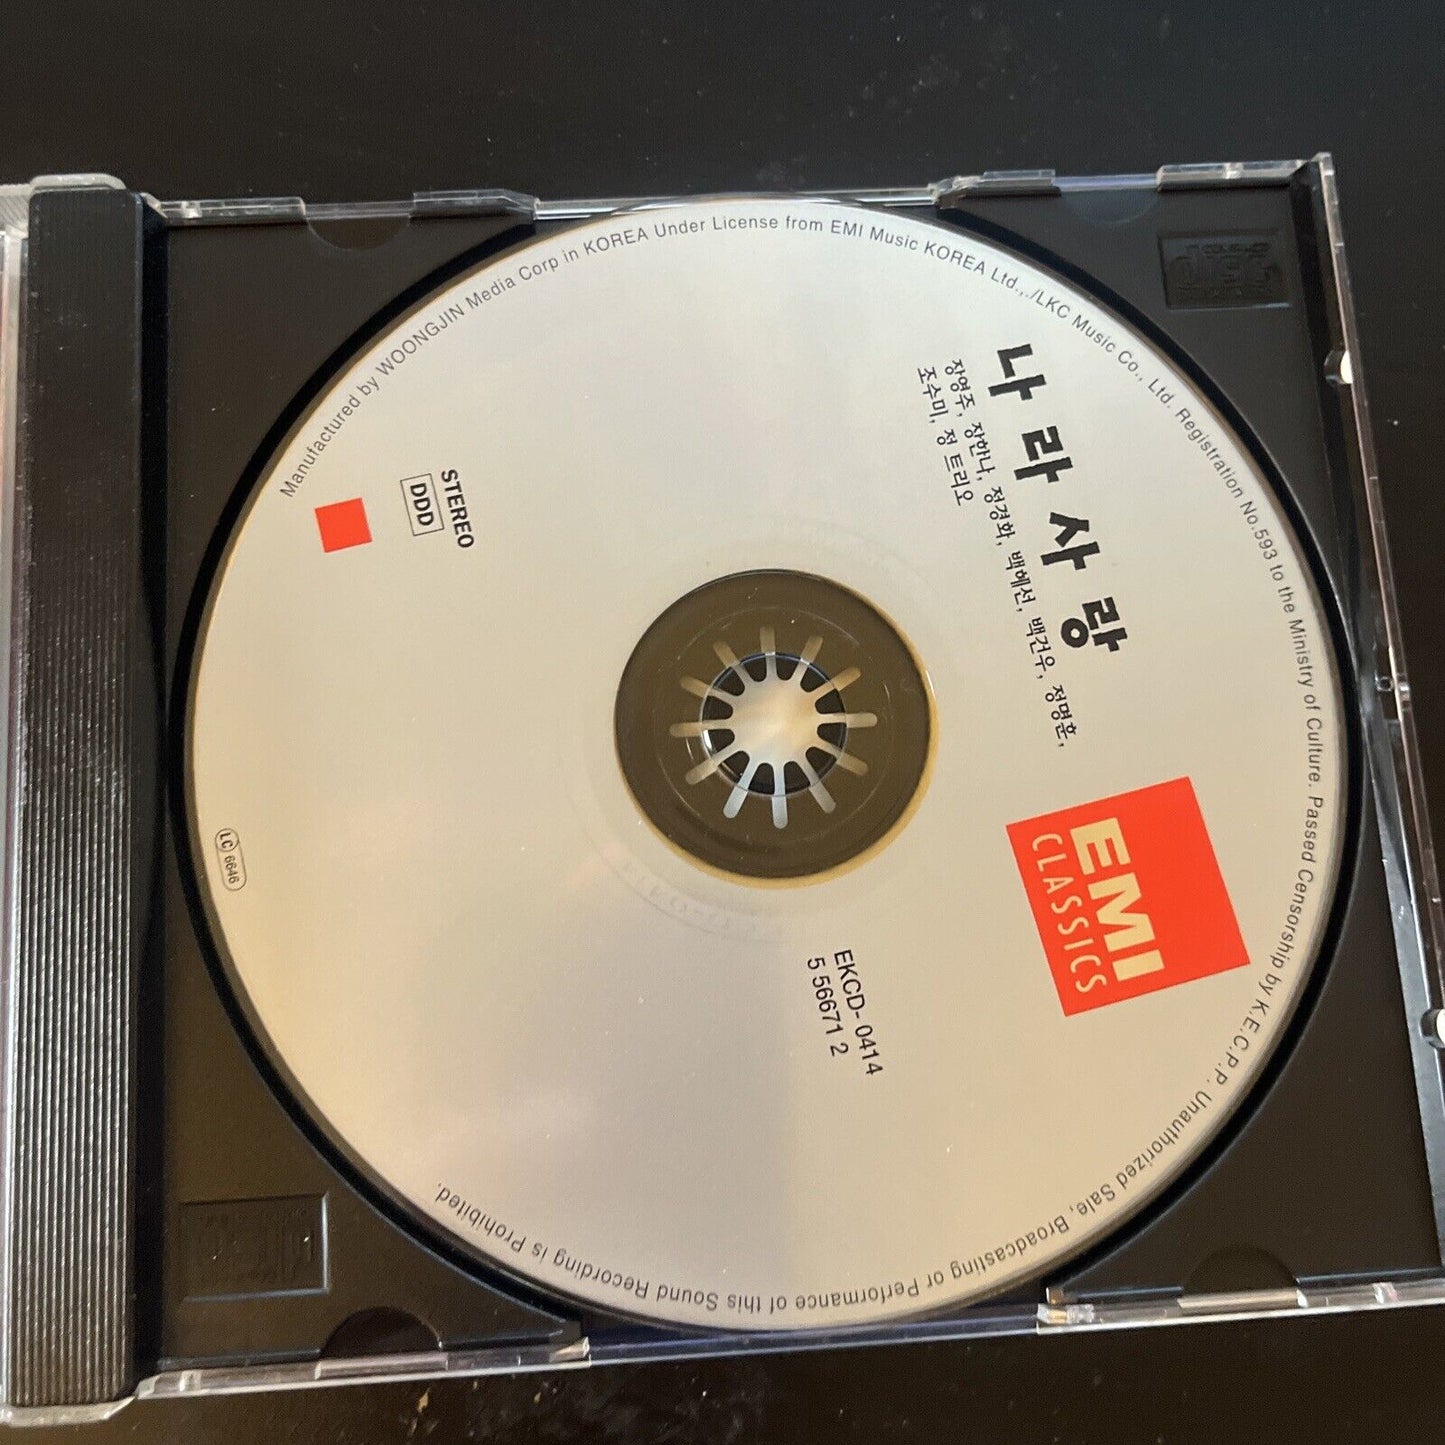 나라사랑
장영주, 장한나, 정경화, 백혜선, 백건우, 정명훈,
조수미, 정 트리오
EMI
CLASSICS
STEREO
DDD
EKCD- 0414
5 56671 2
LC 6646
Manufactured by WOONGJIN Media Corp in KOREA Under License from EMI Music KOREA Ltd.,./LKC Music Co., Ltd. Registration No.593 to the Ministry of Culture. Passed Censorship by K.E.C.P.P. Unauthorized Sale, Broadcasting or Performance of this Sound Recording is Prohibited.